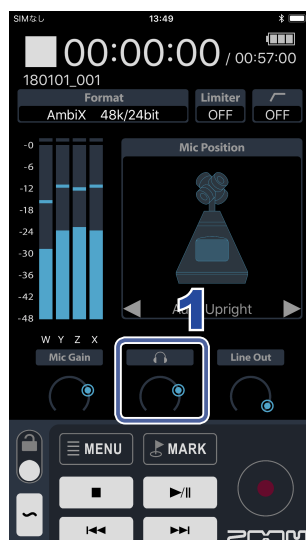 SIMなし 13:49
00:00:00 / 00:57:00
180101_001
Format Limiter
AmbiX 48k/24bit OFF OFF
Mic Position
-0
-6
-12
-18
-24
-30
-36
-42
-48
Upright
1
W Y Z X
Mic Gain Line Out
MENU MARK
ZOOM